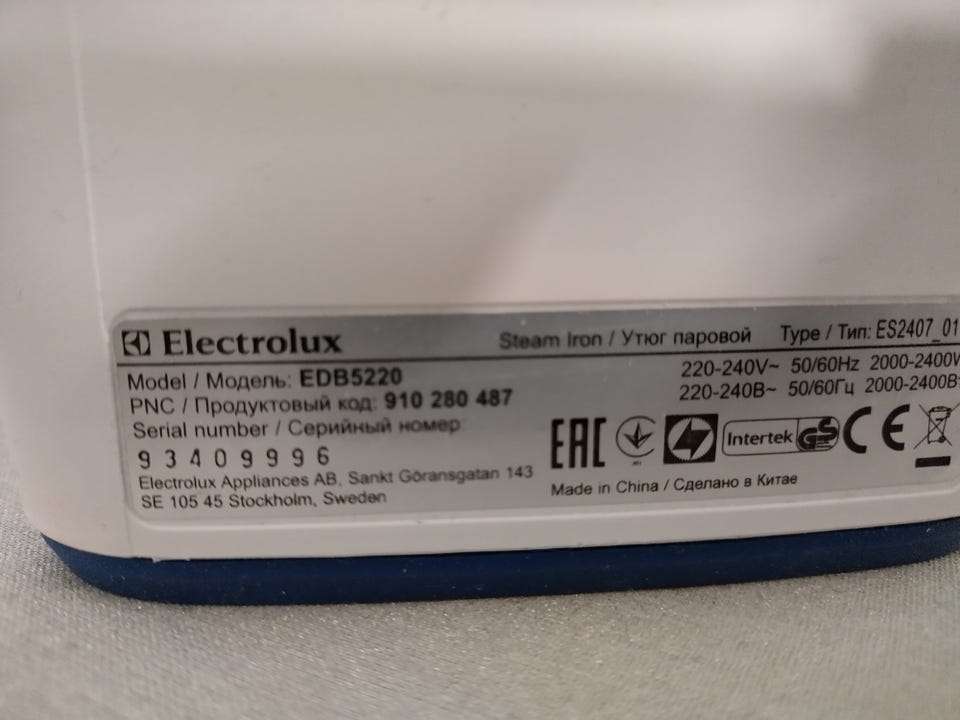 Electrolux Steam Iron / Утюг паровой Type / Тип: ES2407_01
Model / Модель: EDB5220 220-240V~ 50/60Hz 2000-2400W
PNC / Продуктовый код: 910 280 487 220-240В~ 50/60Гц 2000-2400Вт
Serial number / Серийный номер:
93409996
EAC Intertek GS CE
Electrolux Appliances AB, Sankt Göransgatan 143
SE 105 45 Stockholm, Sweden
Made in China / Сделано в Китае